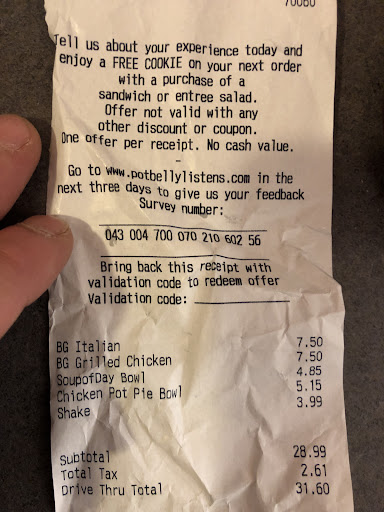 Tell us about your experience today and
enjoy a FREE COOKIE on your next order
with a purchase of a
sandwich or entree salad.
Offer not valid with any
other discount or coupon.
One offer per receipt. No cash value.
-
Go to www.potbellylistens.com in the
next three days to give us your feedback
Survey number:
043 004 700 070 210 602 56
Bring back this receipt with
validation code to redeem offer
Validation code: ____________
BG Italian 7.50
BG Grilled Chicken 7.50
SoupofDay Bowl 4.85
Chicken Pot Pie Bowl 5.15
Shake 3.99
Subtotal 28.99
Total Tax 2.61
Drive Thru Total 31.60